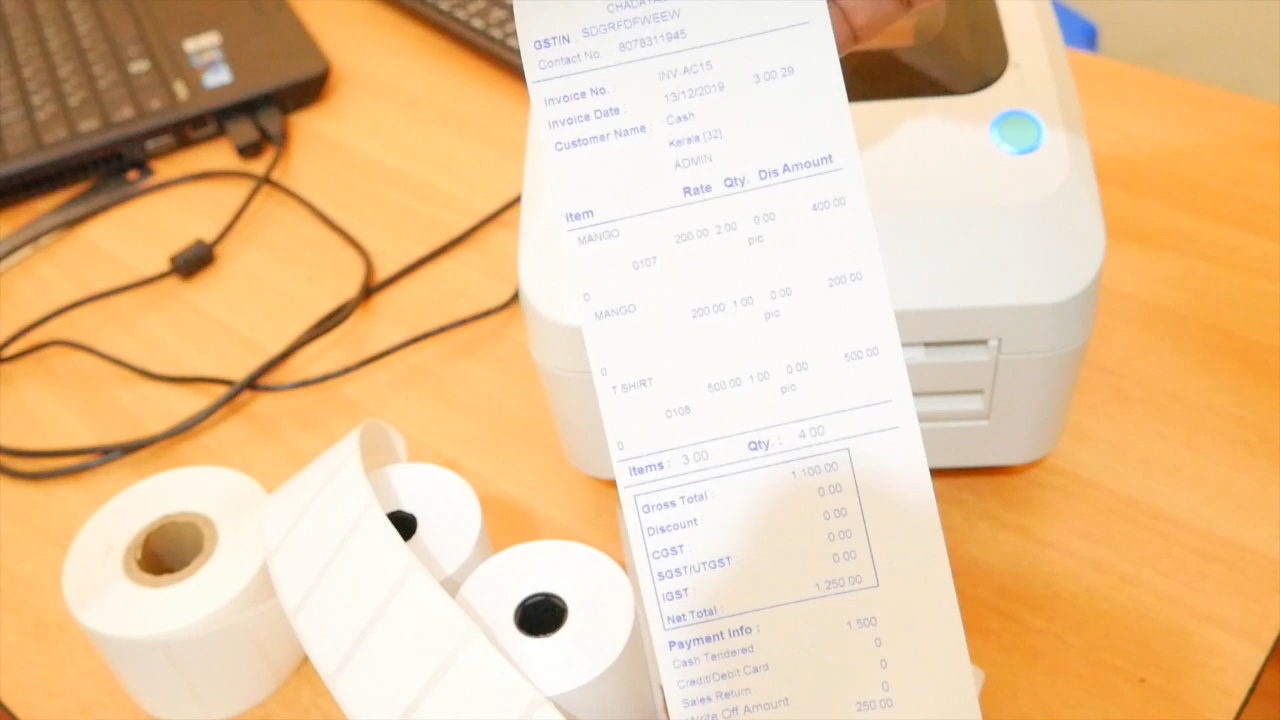 GSTIN : SDGRFDFWEEW
Contact No. 8078311945
Invoice No. : INV-AC15
Invoice Date : 13/12/2019 3.00.29
Customer Name : Cash
Kerala [32]
ADMIN
Item Rate Qty. Dis Amount
MANGO 200.00 2.00 0.00 400.00
0107 pic
0
MANGO 200.00 1.00 0.00 200.00
pic
0
T SHIRT 500.00 1.00 0.00 500.00
0108 pic
0
Items : 3.00 Qty. : 4.00
Gross Total : 1,100.00
Discount : 0.00
CGST : 0.00
SGST/UTGST : 0.00
IGST : 0.00
Net Total : 1,250.00
Payment Info :
Cash Tendered 1,500
Credit/Debit Card 0
Sales Return 0
Write Off Amount 0
250.00